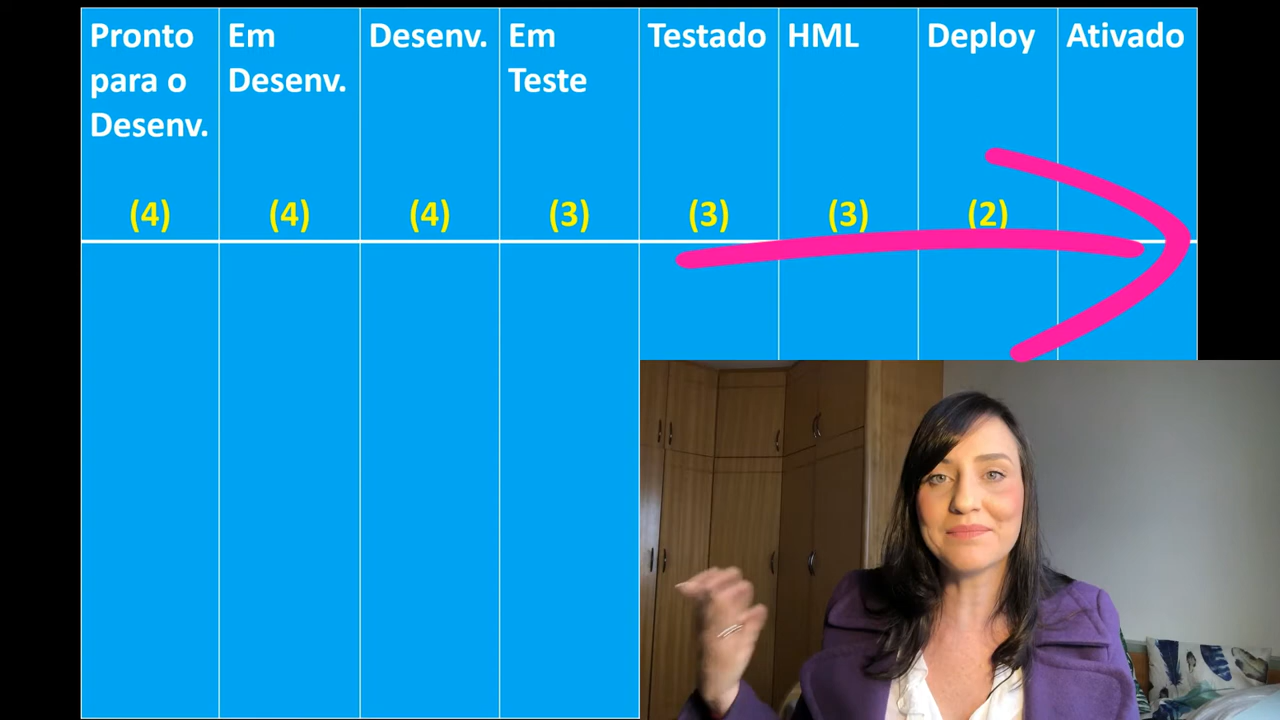 Pronto
para o
Desenv.
(4)
Em
Desenv.
(4)
Desenv.
(4)
Em
Teste
(3)
Testado
(3)
HML
(3)
Deploy
(2)
Ativado